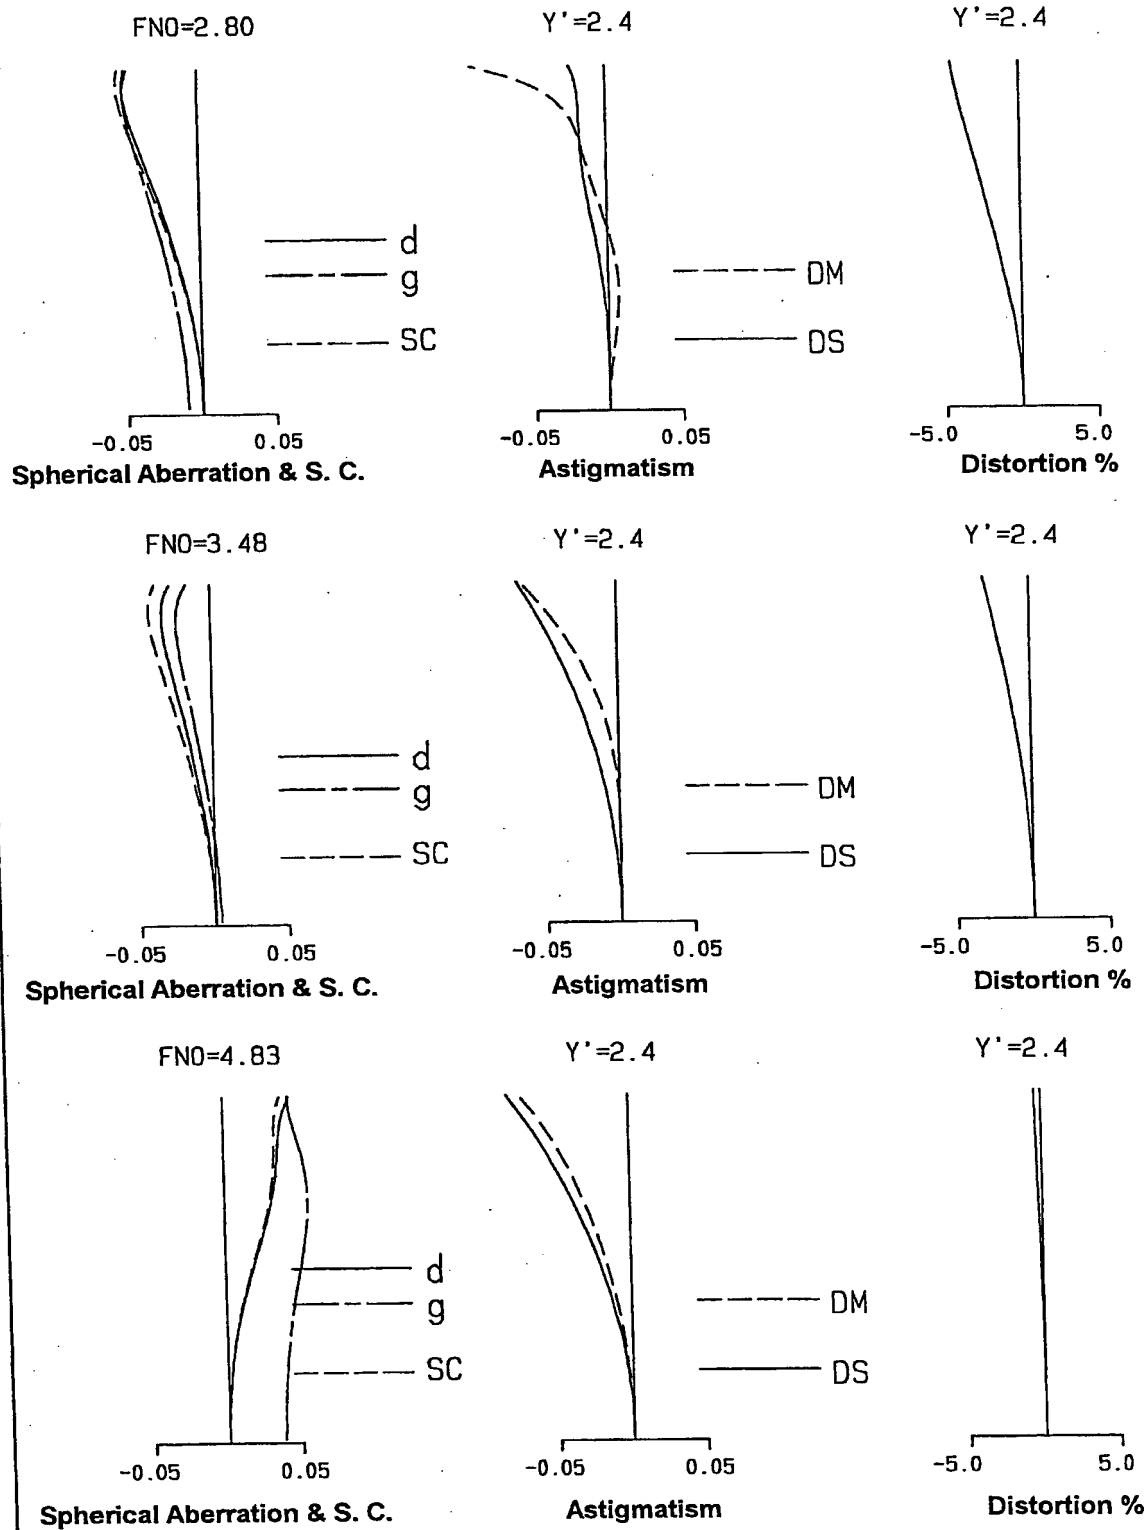 FNO=2.80
Y'=2.4
Y'=2.4
d
g
SC
DM
DS
-0.05 0.05
-0.05 0.05
-5.0 5.0
Spherical Aberration & S. C.
Astigmatism
Distortion %
FNO=3.48
Y'=2.4
Y'=2.4
d
g
SC
DM
DS
-0.05 0.05
-0.05 0.05
-5.0 5.0
Spherical Aberration & S. C.
Astigmatism
Distortion %
FNO=4.83
Y'=2.4
Y'=2.4
d
g
SC
DM
DS
-0.05 0.05
-0.05 0.05
-5.0 5.0
Spherical Aberration & S. C.
Astigmatism
Distortion %